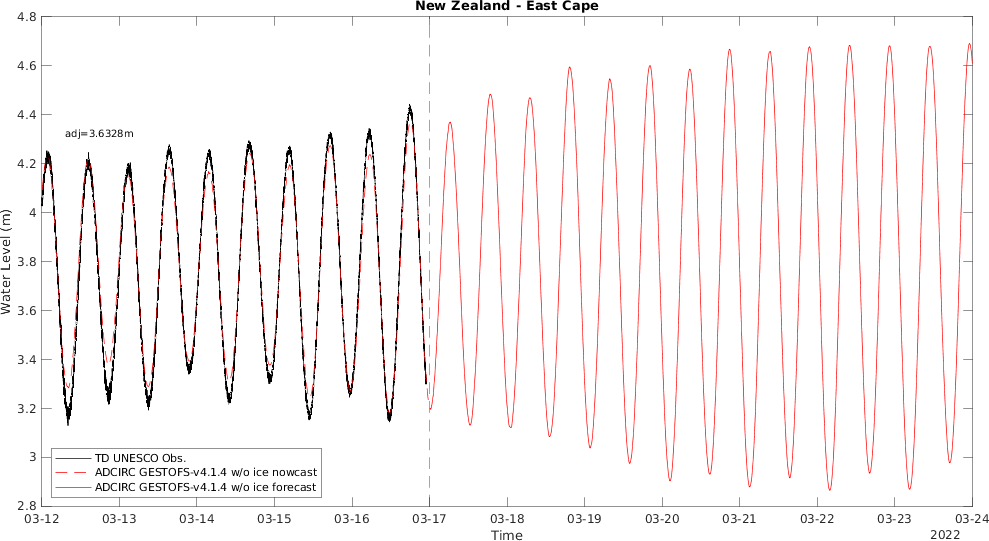 New Zealand - East Cape
4.8
4.6
4.4
4.2
4
3.8
3.6
3.4
3.2
3
2.8
Water Level (m)
adj=3.6328m
TD UNESCO Obs.
ADCIRC GESTOFS-v4.1.4 w/o ice nowcast
ADCIRC GESTOFS-v4.1.4 w/o ice forecast
03-12 03-13 03-14 03-15 03-16 03-17 03-18 03-19 03-20 03-21 03-22 03-23 03-24
Time
2022